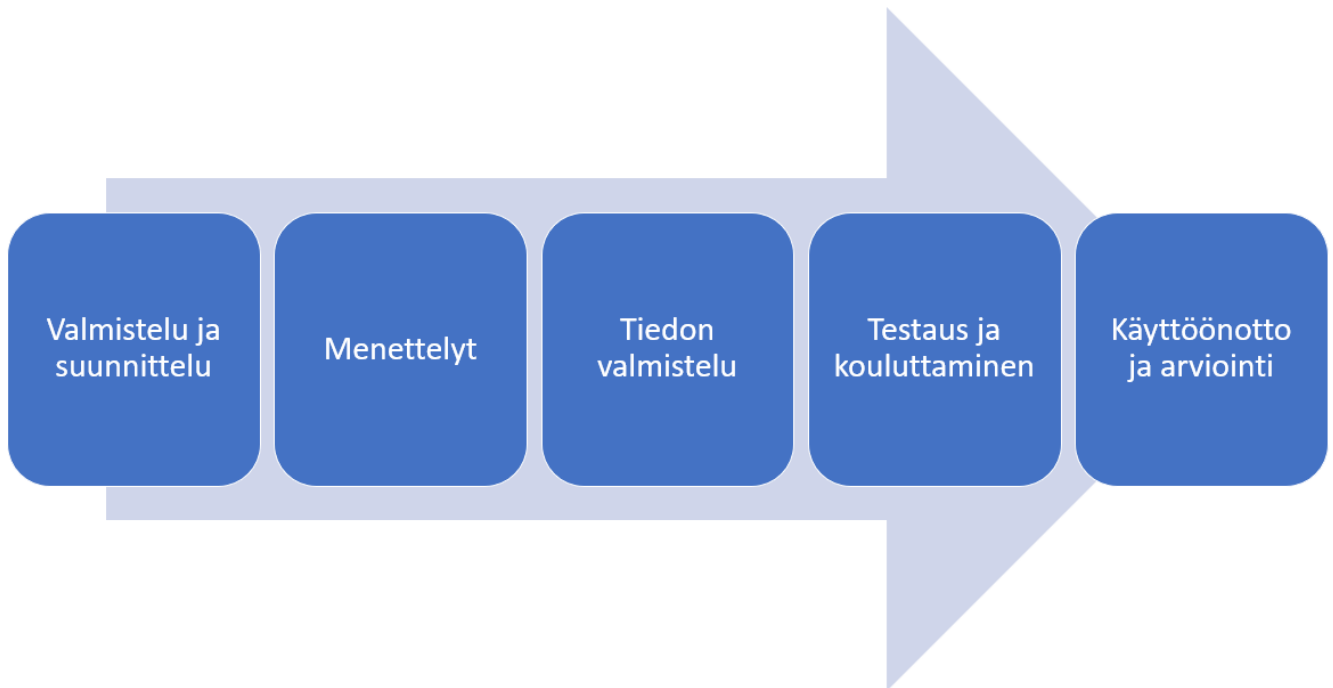 Valmistelu ja
suunnittelu
Menettelyt
Tiedon
valmistelu
Testaus ja
kouluttaminen
Käyttöönotto
ja arviointi